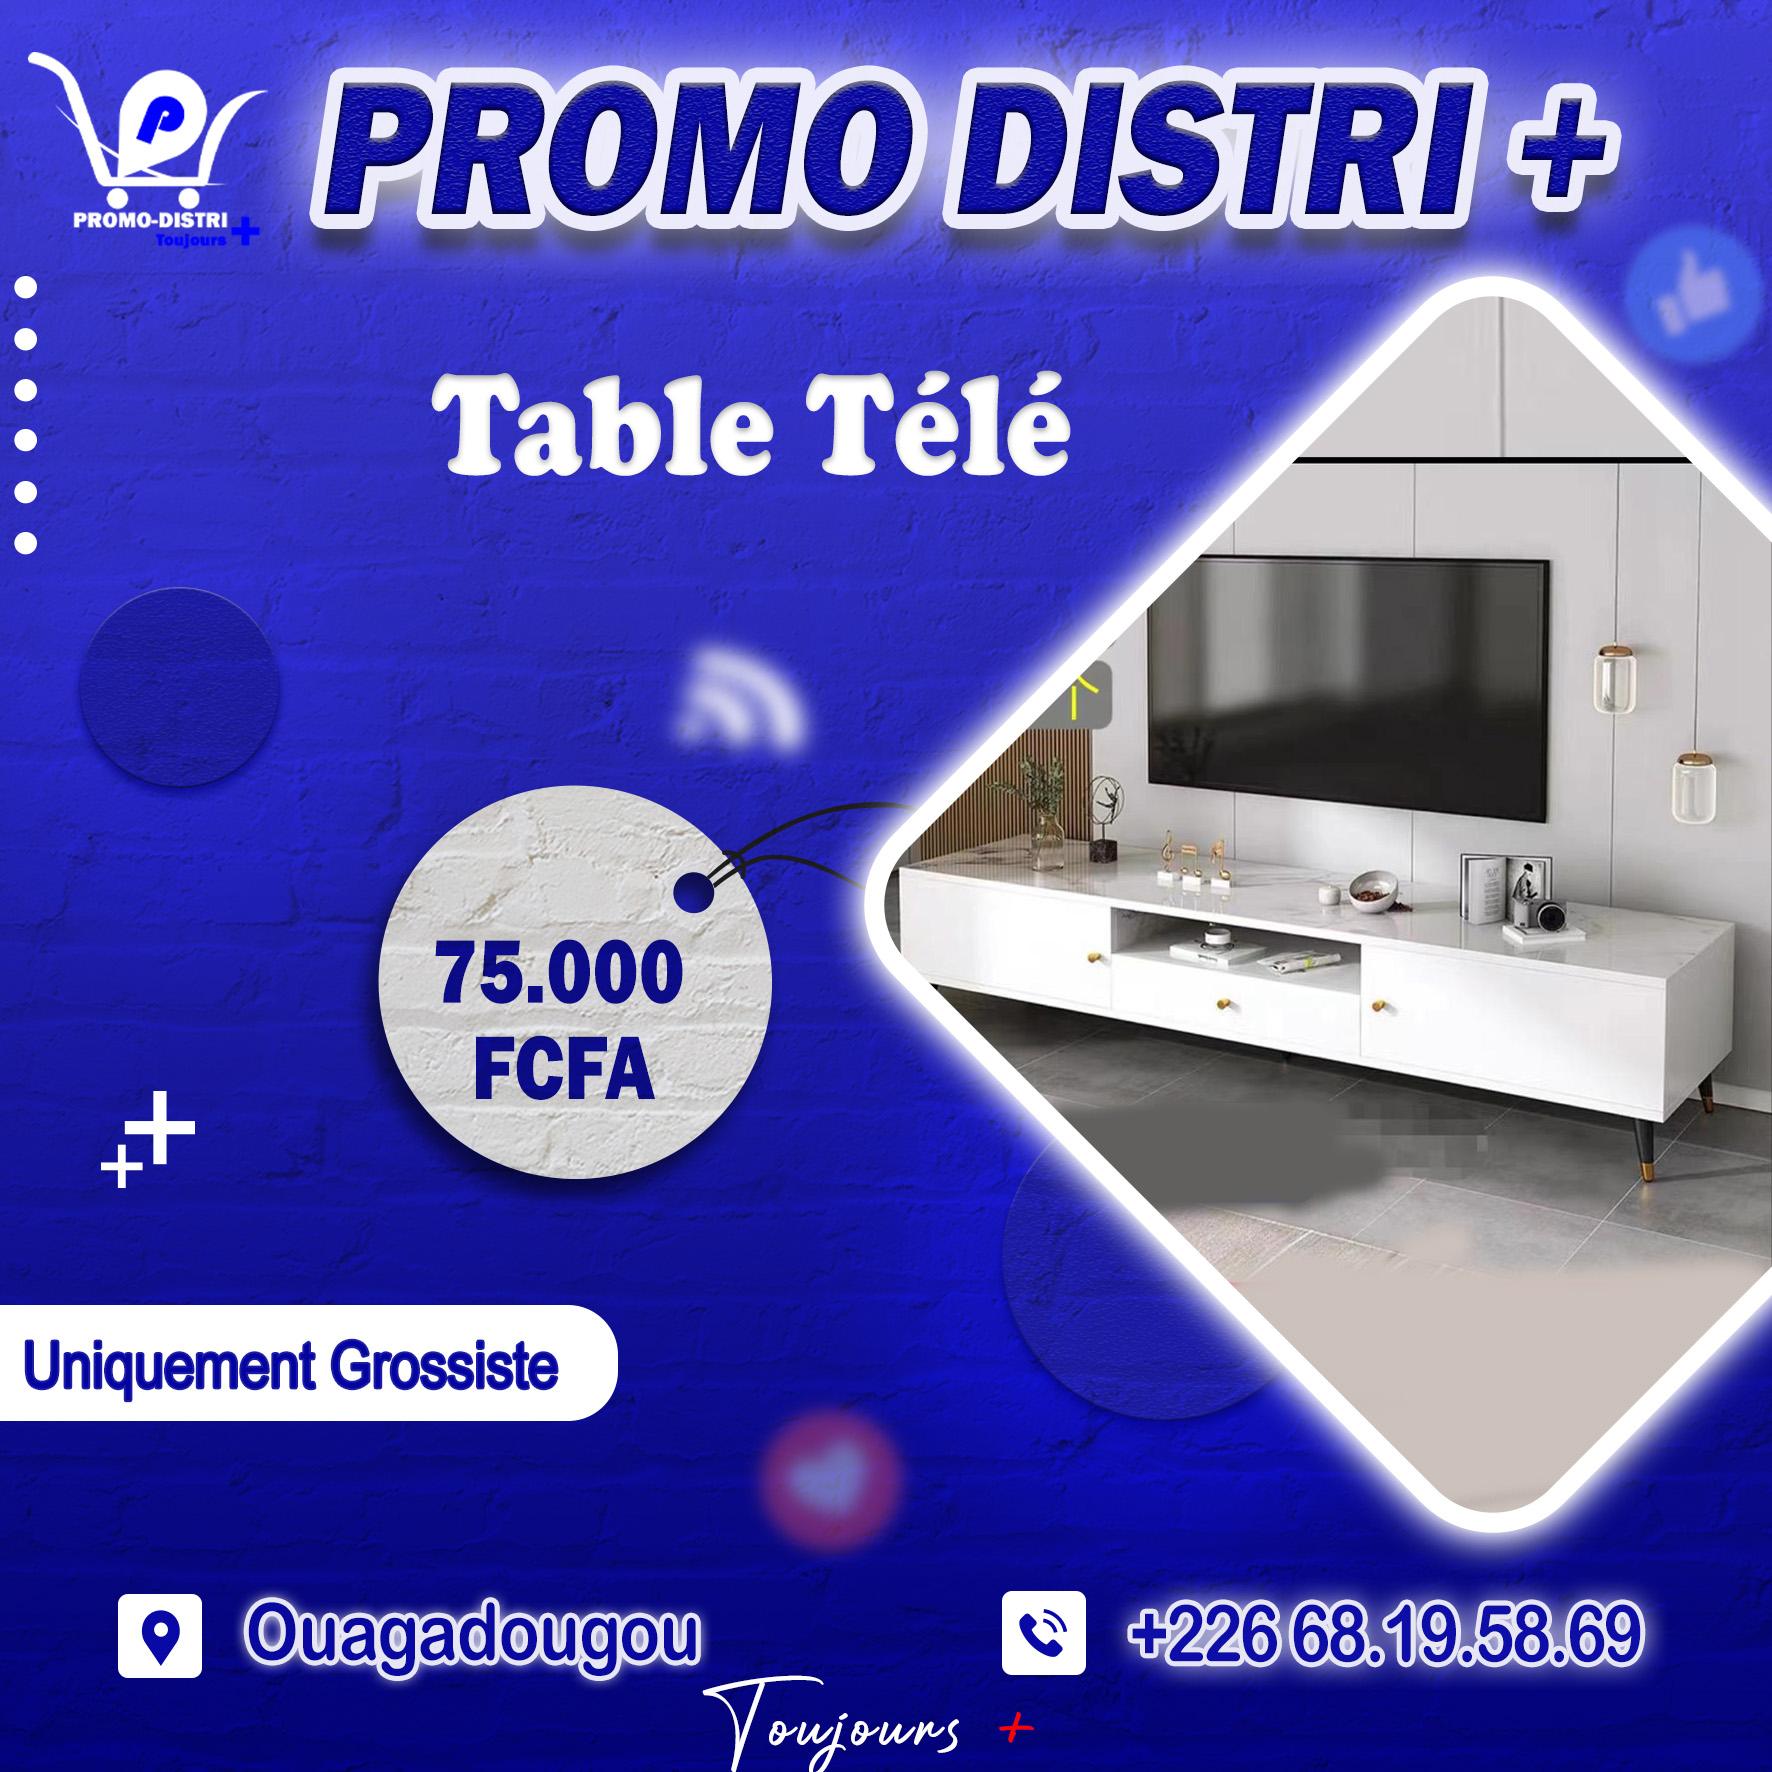 P
PROMO-DISTRI
Toujours +
PROMO DISTRI +
Table Télé
个
75.000
FCFA
Uniquement Grossiste
Ouagadougou
+226 68.19.58.69
Toujours +